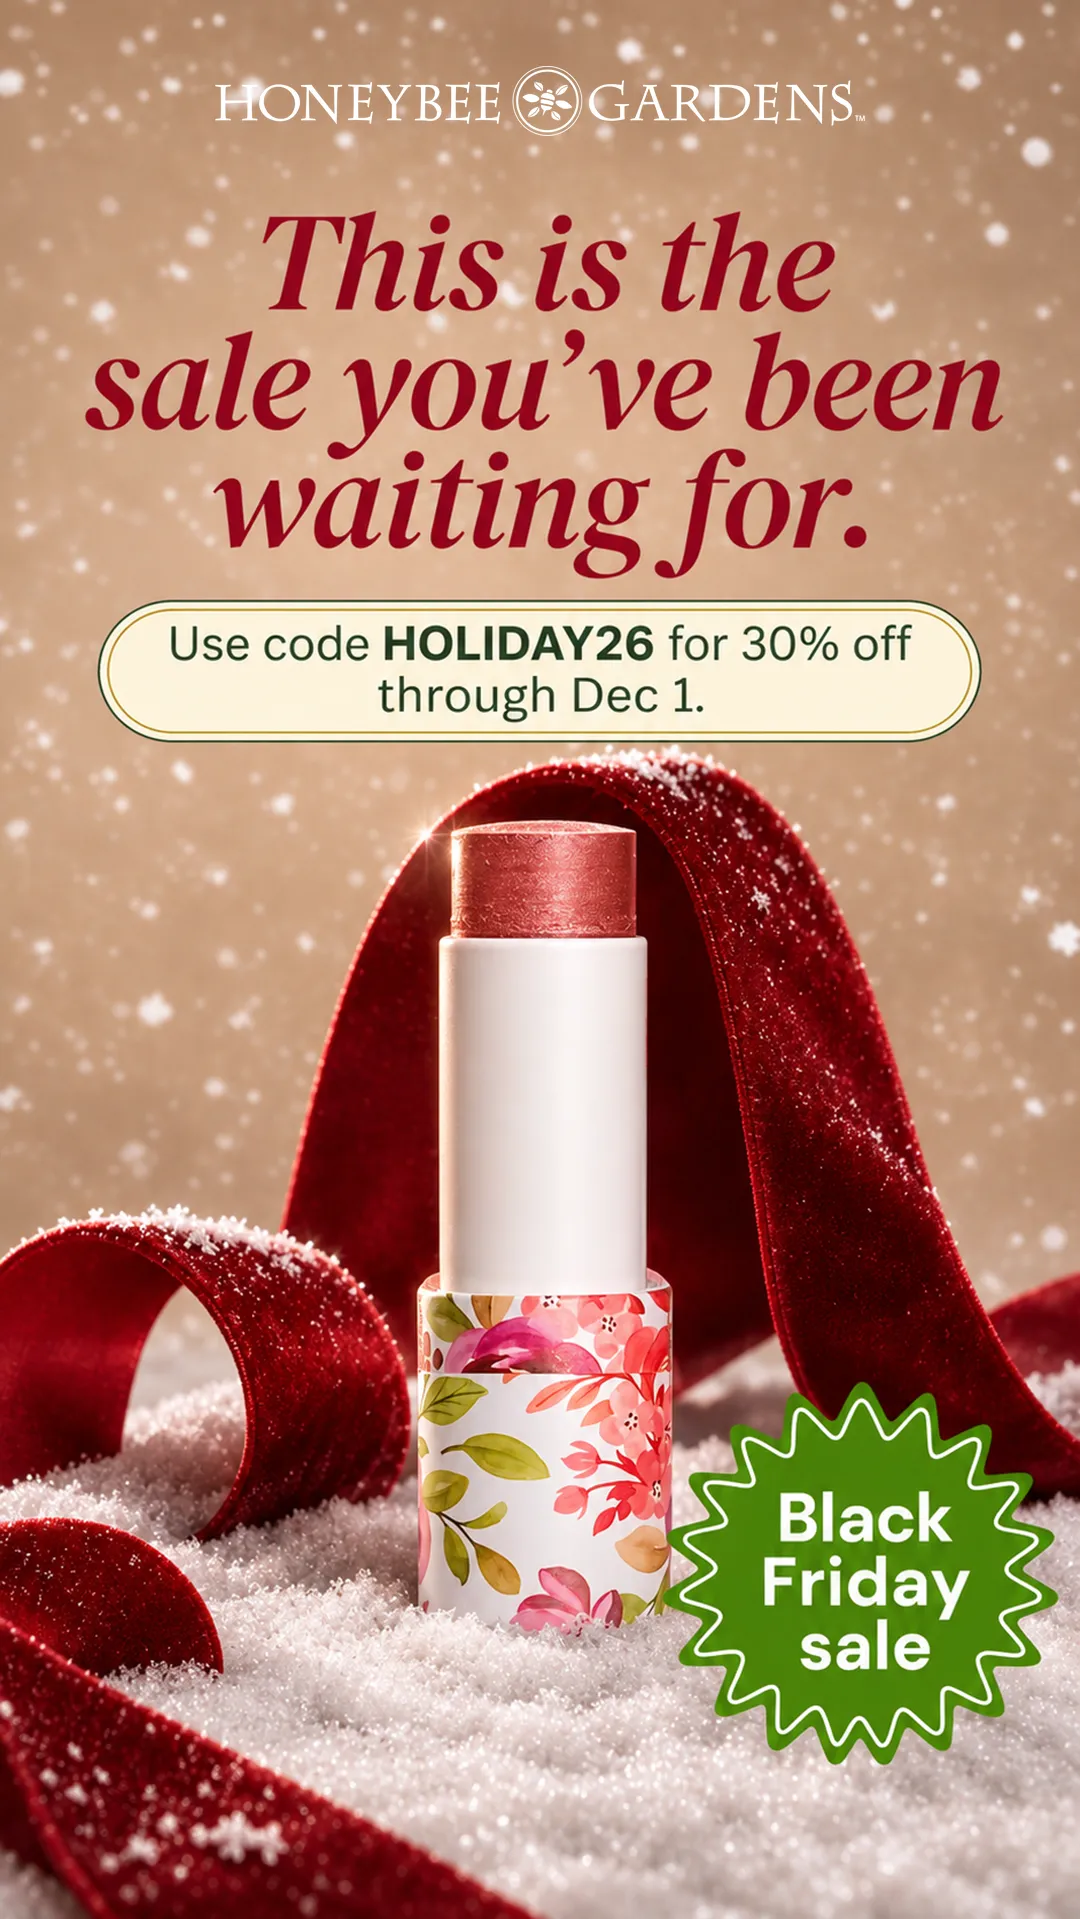 HONEYBEE GARDENS™
This is the
sale you've been
waiting for.
Use code HOLIDAY26 for 30% off
through Dec 1.
Black
Friday
sale